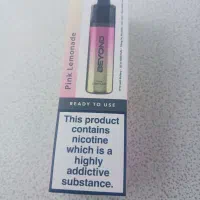 Pink Lemonade
BEYOND
READY TO USE
This product
contains
nicotine
which is a
highly
addictive
substance.